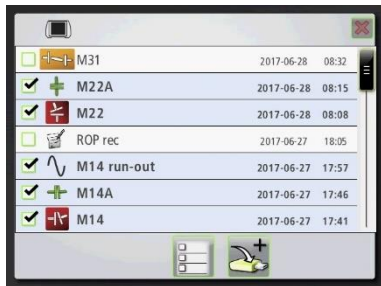 M31 2017-06-28 08:32
M22A 2017-06-28 08:15
M22 2017-06-28 08:08
ROP rec 2017-06-27 18:05
M14 run-out 2017-06-27 17:57
M14A 2017-06-27 17:46
M14 2017-06-27 17:41